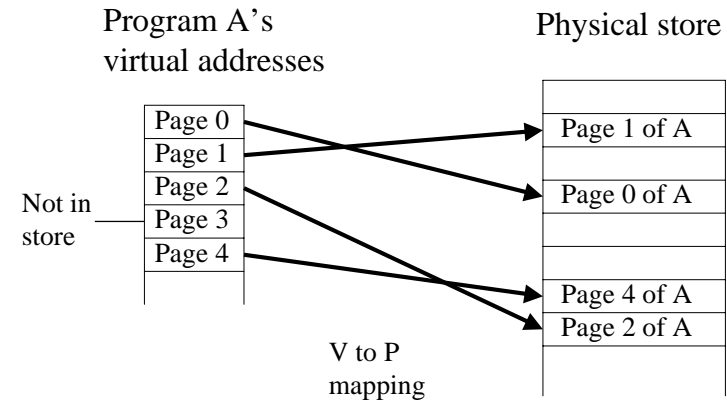 Program A’s
virtual addresses
Physical store
Page 0
Page 1
Page 2
Page 3
Page 4
Not in
store
Page 1 of A
Page 0 of A
Page 4 of A
Page 2 of A
V to P
mapping